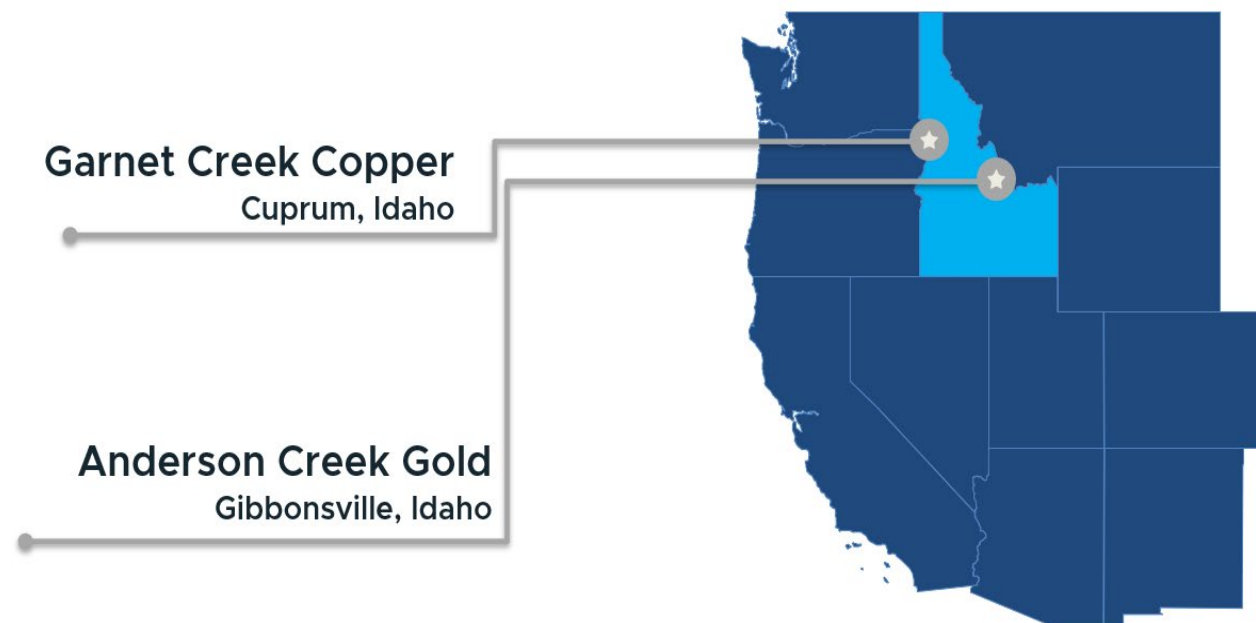 Garnet Creek Copper
Cuprum, Idaho
Anderson Creek Gold
Gibbonsville, Idaho